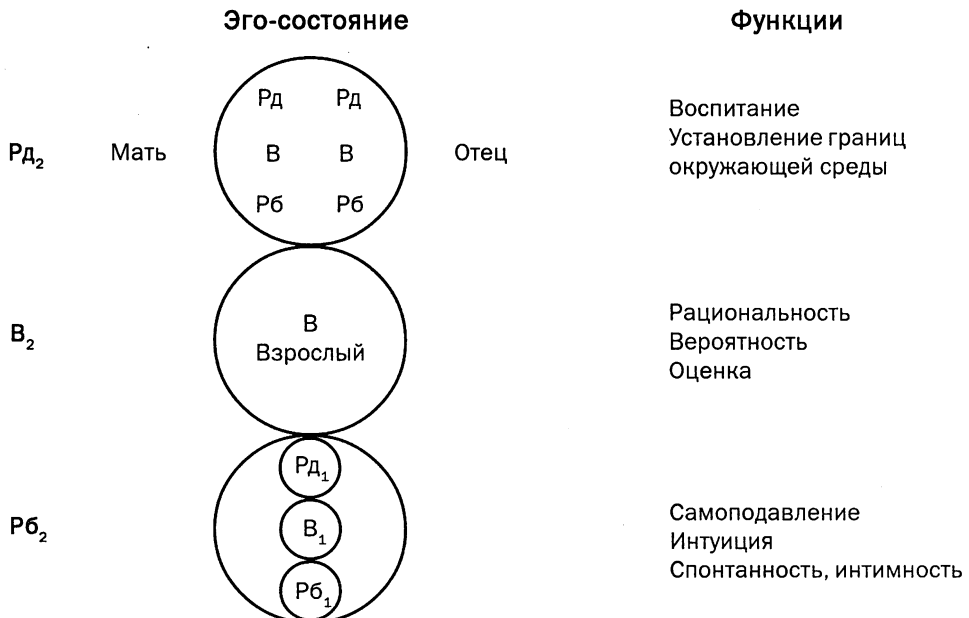 Эго-состояние Функции
Рд Рд
Воспитание
Рд₂ Мать В В Отец
Установление границ
окружающей среды
Рб Рб
В₂
В
Взрослый
Рациональность
Вероятность
Оценка
Рд₁
Рб₂
В₁
Рб₁
Самоподавление
Интуиция
Спонтанность, интимность